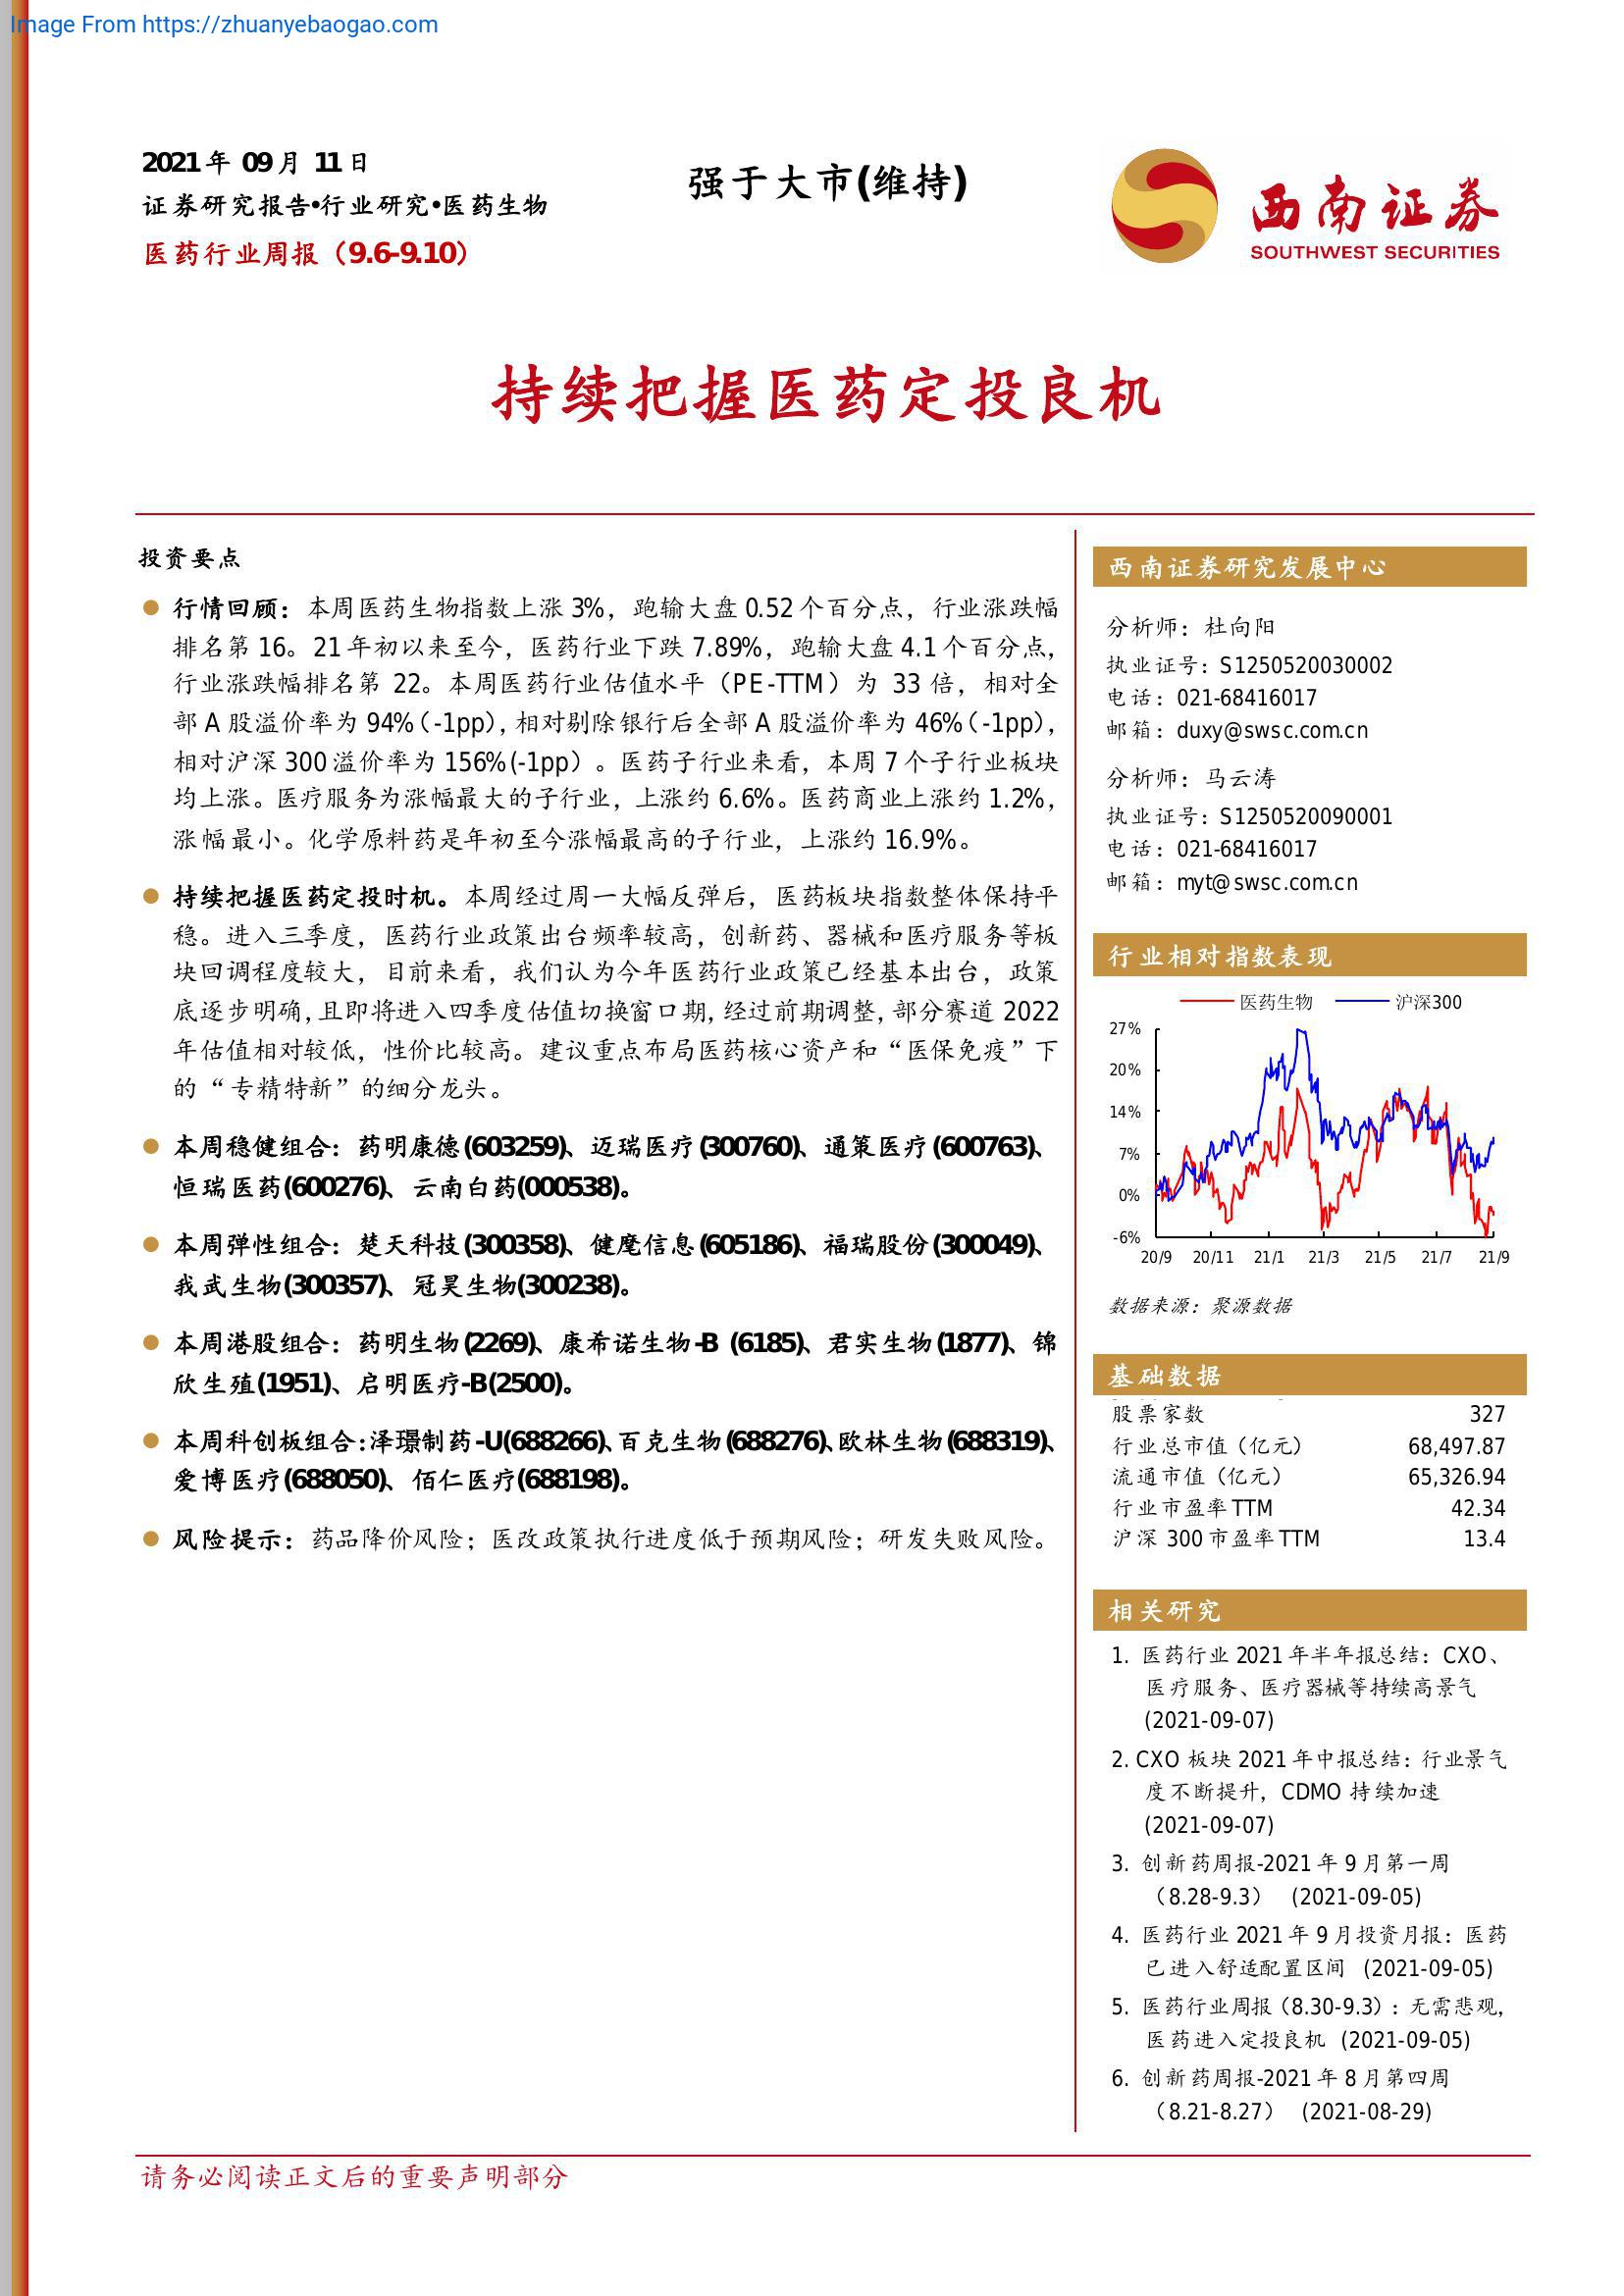 Image From https://zhuanyebaogao.com
2021年 09月 11日
证券研究报告•行业研究•医药生物
医药行业周报（9.6-9.10）
强于大市(维持)
西南证券
SOUTHWEST SECURITIES
持续把握医药定投良机
投资要点
行情回顾：本周医药生物指数上涨 3%，跑输大盘 0.52 个百分点，行业涨跌幅
排名第 16。21 年初以来至今，医药行业下跌 7.89%，跑输大盘 4.1 个百分点，
行业涨跌幅排名第 22。本周医药行业估值水平（PE-TTM）为 33 倍，相对全
部 A 股溢价率为 94%（-1pp），相对剔除银行后全部 A 股溢价率为 46%（-1pp），
相对沪深 300 溢价率为 156%(-1pp）。医药子行业来看，本周 7 个子行业板块
均上涨。医疗服务为涨幅最大的子行业，上涨约 6.6%。医药商业上涨约 1.2%，
涨幅最小。化学原料药是年初至今涨幅最高的子行业，上涨约 16.9%。
持续把握医药定投时机。本周经过周一大幅反弹后，医药板块指数整体保持平
稳。进入三季度，医药行业政策出台频率较高，创新药、器械和医疗服务等板
块回调程度较大，目前来看，我们认为今年医药行业政策已经基本出台，政策
底逐步明确，且即将进入四季度估值切换窗口期，经过前期调整，部分赛道 2022
年估值相对较低，性价比较高。建议重点布局医药核心资产和“医保免疫”下
的“专精特新”的细分龙头。
本周稳健组合：药明康德(603259)、迈瑞医疗(300760)、通策医疗(600763)、
恒瑞医药(600276)、云南白药(000538)。
本周弹性组合：楚天科技(300358)、健麾信息(605186)、福瑞股份(300049)、
我武生物(300357)、冠昊生物(300238)。
本周港股组合：药明生物(2269)、康希诺生物-B (6185)、君实生物(1877)、锦
欣生殖(1951)、启明医疗-B(2500)。
本周科创板组合：泽璟制药-U(688266)、百克生物(688276)、欧林生物(688319)、
爱博医疗(688050)、佰仁医疗(688198)。
风险提示：药品降价风险；医改政策执行进度低于预期风险；研发失败风险。
西南证券研究发展中心
分析师：杜向阳
执业证号：S1250520030002
电话：021-68416017
邮箱：duxy@swsc.com.cn
分析师：马云涛
执业证号：S1250520090001
电话：021-68416017
邮箱：myt@swsc.com.cn
行业相对指数表现
医药生物 沪深300
27%
20%
14%
7%
0%
-6%
20/9 20/11 21/1 21/3 21/5 21/7 21/9
数据来源：聚源数据
基础数据
股票家数 327
行业总市值（亿元） 68,497.87
流通市值（亿元） 65,326.94
行业市盈率 TTM 42.34
沪深 300 市盈率 TTM 13.4
相关研究
1. 医药行业 2021 年半年报总结：CXO、
医疗服务、医疗器械等持续高景气
(2021-09-07)
2. CXO 板块 2021 年中报总结：行业景气
度不断提升，CDMO 持续加速
(2021-09-07)
3. 创新药周报-2021 年 9 月第一周
（8.28-9.3） (2021-09-05)
4. 医药行业 2021 年 9 月投资月报：医药
已进入舒适配置区间 (2021-09-05)
5. 医药行业周报（8.30-9.3）：无需悲观，
医药进入定投良机 (2021-09-05)
6. 创新药周报-2021 年 8 月第四周
（8.21-8.27） (2021-08-29)
请务必阅读正文后的重要声明部分